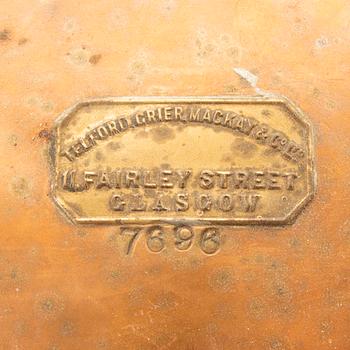 TELFORD, GRIER, MACKAY & Co LTD
11 FAIRLEY STREET
GLASGOW
7696